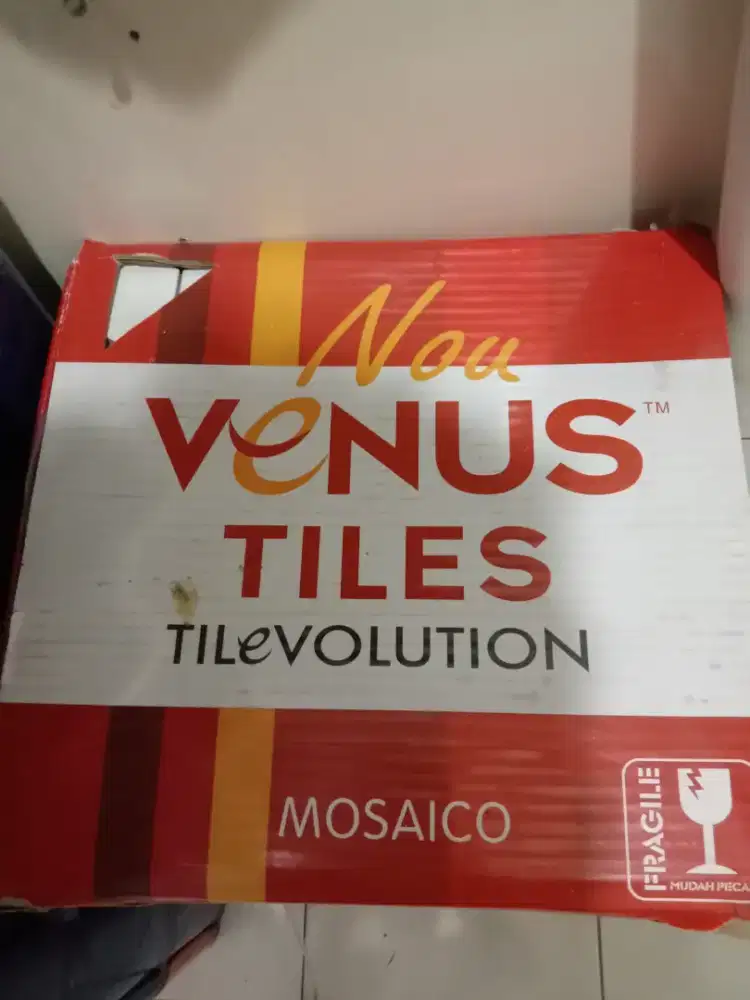 Nou
VeNUS™
TILES
TILeVOLUTION
MOSAICO
FRAGILE
MUDAH PECA